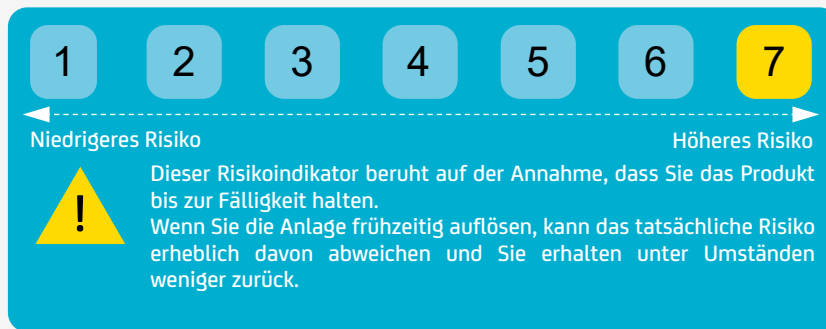 1 2 3 4 5 6 7
Niedrigeres Risiko Höheres Risiko
Dieser Risikoindikator beruht auf der Annahme, dass Sie das Produkt
bis zur Fälligkeit halten.
Wenn Sie die Anlage frühzeitig auflösen, kann das tatsächliche Risiko
erheblich davon abweichen und Sie erhalten unter Umständen
weniger zurück.
!